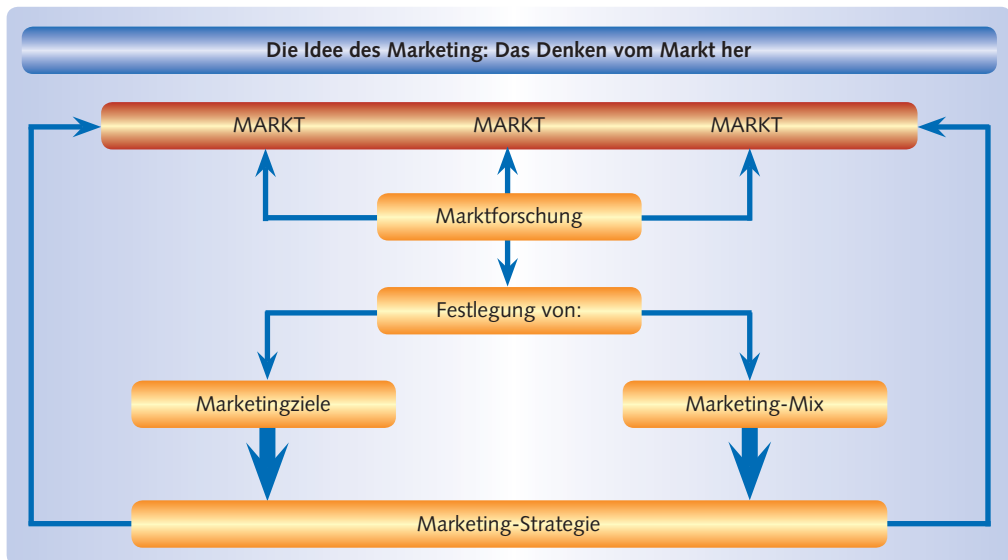 Die Idee des Marketing: Das Denken vom Markt her
MARKT MARKT MARKT
Marktforschung
Festlegung von:
Marketingziele Marketing-Mix
Marketing-Strategie